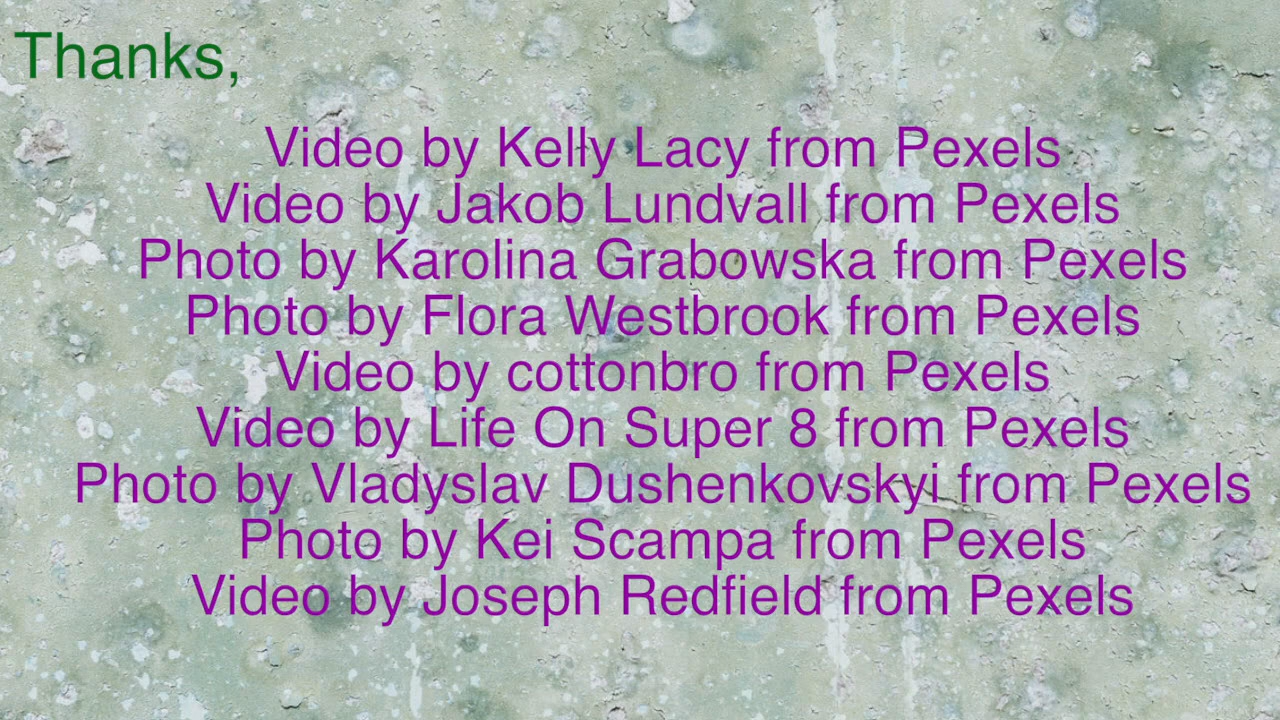 Thanks,
Video by Kelly Lacy from Pexels
Video by Jakob Lundvall from Pexels
Photo by Karolina Grabowska from Pexels
Photo by Flora Westbrook from Pexels
Video by cottonbro from Pexels
Video by Life On Super 8 from Pexels
Photo by Vladyslav Dushenkovskyi from Pexels
Photo by Kei Scampa from Pexels
Video by Joseph Redfield from Pexels